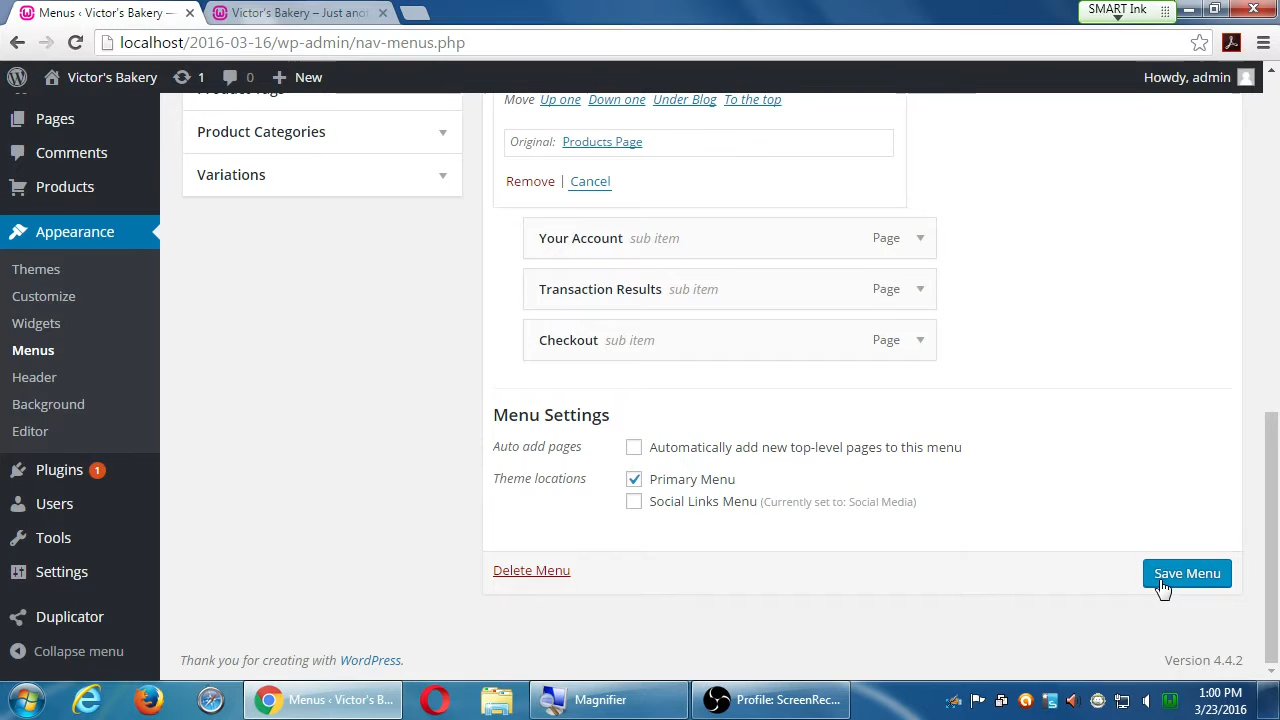 Menus ‹ Victor's Bakery —
Victor's Bakery – Just anot
SMART Ink
localhost/2016-03-16/wp-admin/nav-menus.php
Victor's Bakery
1
0
New
Howdy, admin
Pages
Comments
Products
Appearance
Themes
Customize
Widgets
Menus
Header
Background
Editor
Plugins 1
Users
Tools
Settings
Duplicator
Collapse menu
Product Categories
Variations
Move Up one Down one Under Blog To the top
Original: Products Page
Remove | Cancel
Your Account sub item Page
Transaction Results sub item Page
Checkout sub item Page
Menu Settings
Auto add pages Automatically add new top-level pages to this menu
Theme locations Primary Menu
Social Links Menu (Currently set to: Social Media)
Delete Menu
Save Menu
Thank you for creating with WordPress.
Version 4.4.2
Menus ‹ Victor's B...
Magnifier
Profile: ScreenRec...
1:00 PM
3/23/2016